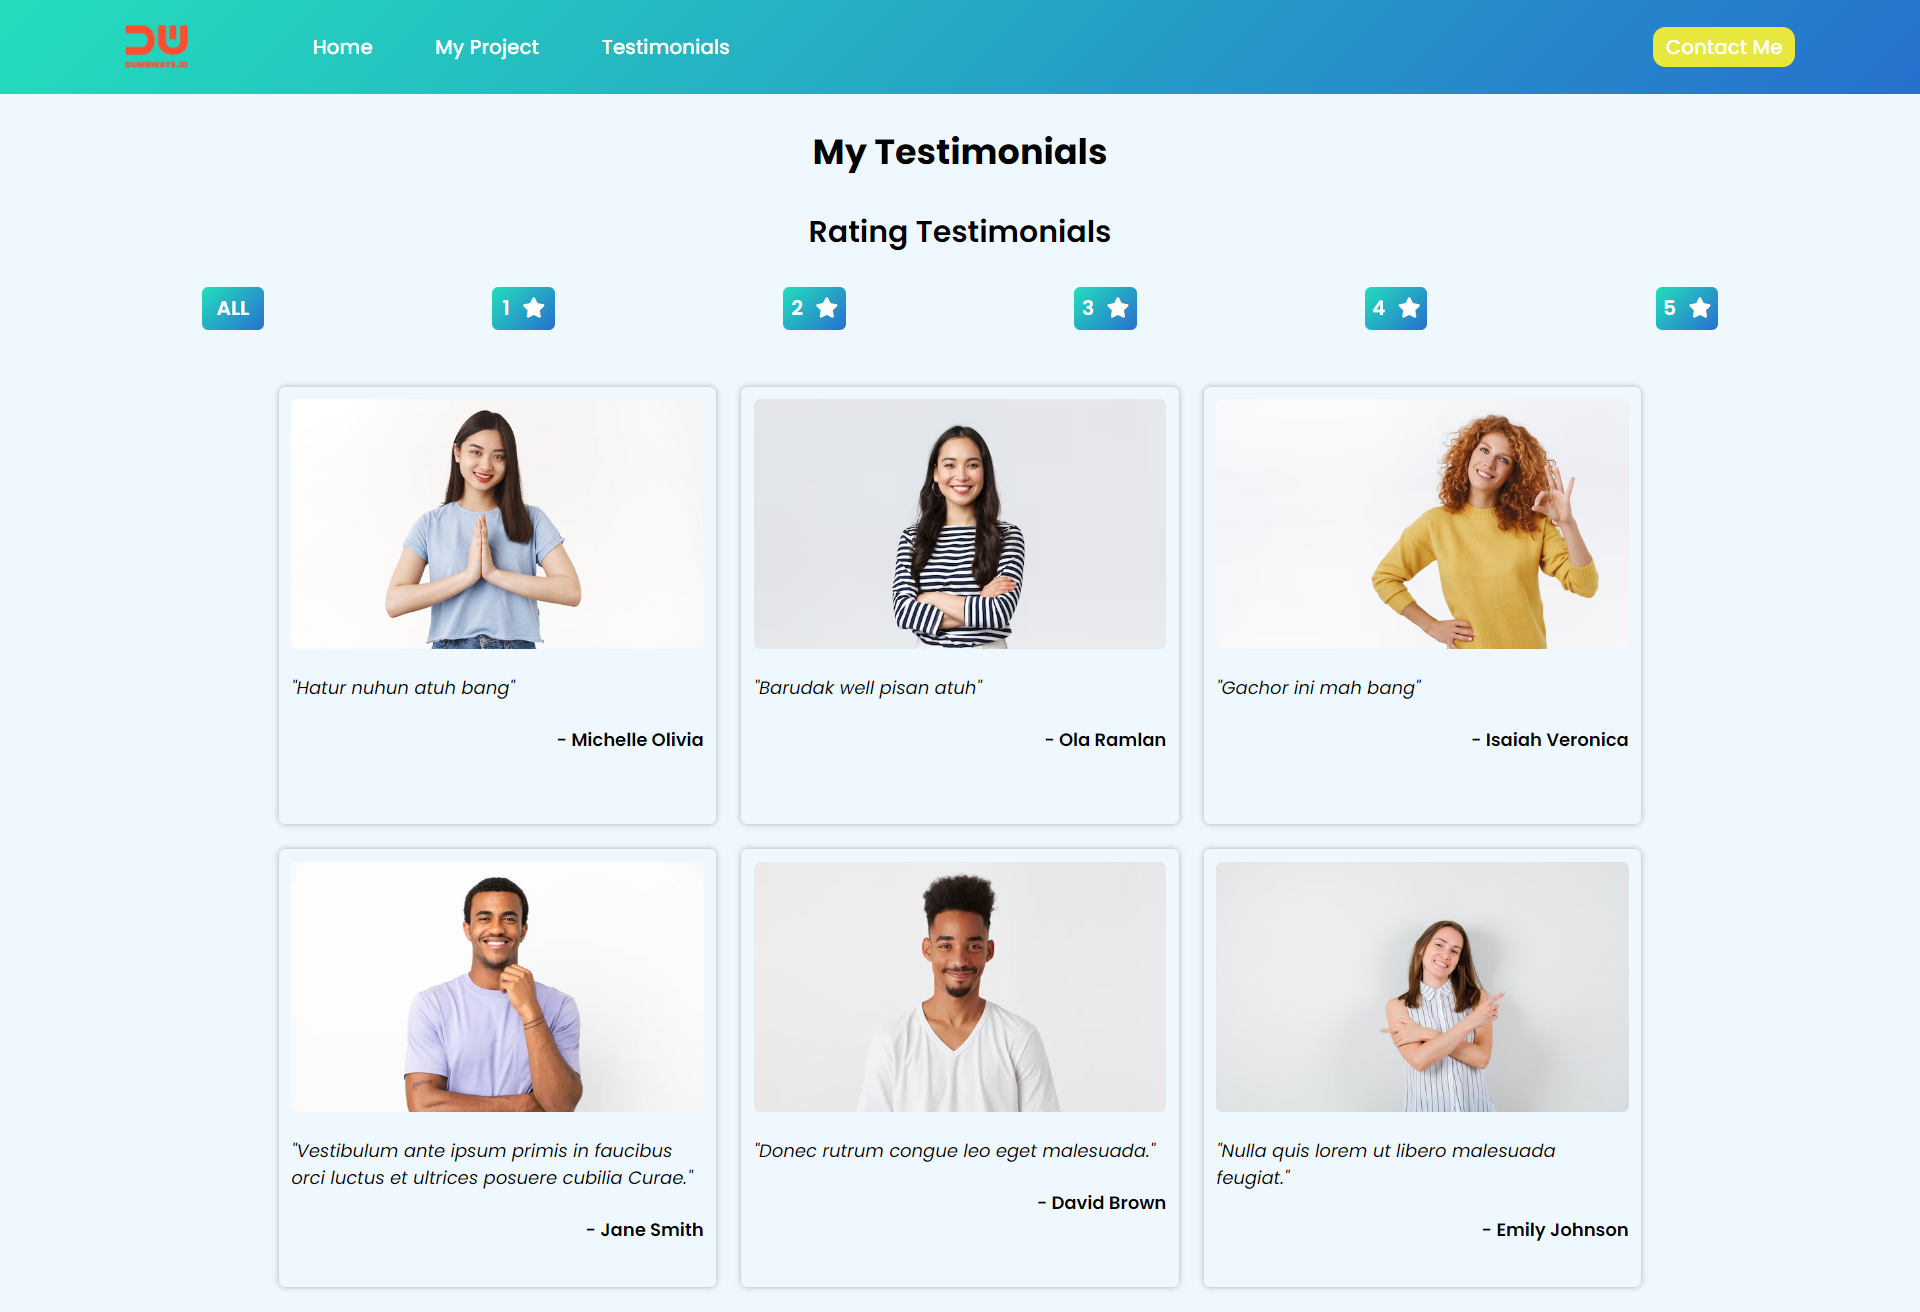 DW
DUMBWAYS.ID
Home
My Project
Testimonials
Contact Me
My Testimonials
Rating Testimonials
ALL
1
2
3
4
5
"Hatur nuhun atuh bang"
- Michelle Olivia
"Barudak well pisan atuh"
- Ola Ramlan
"Gachor ini mah bang"
- Isaiah Veronica
"Vestibulum ante ipsum primis in faucibus
orci luctus et ultrices posuere cubilia Curae."
- Jane Smith
"Donec rutrum congue leo eget malesuada."
- David Brown
"Nulla quis lorem ut libero malesuada
feugiat."
- Emily Johnson